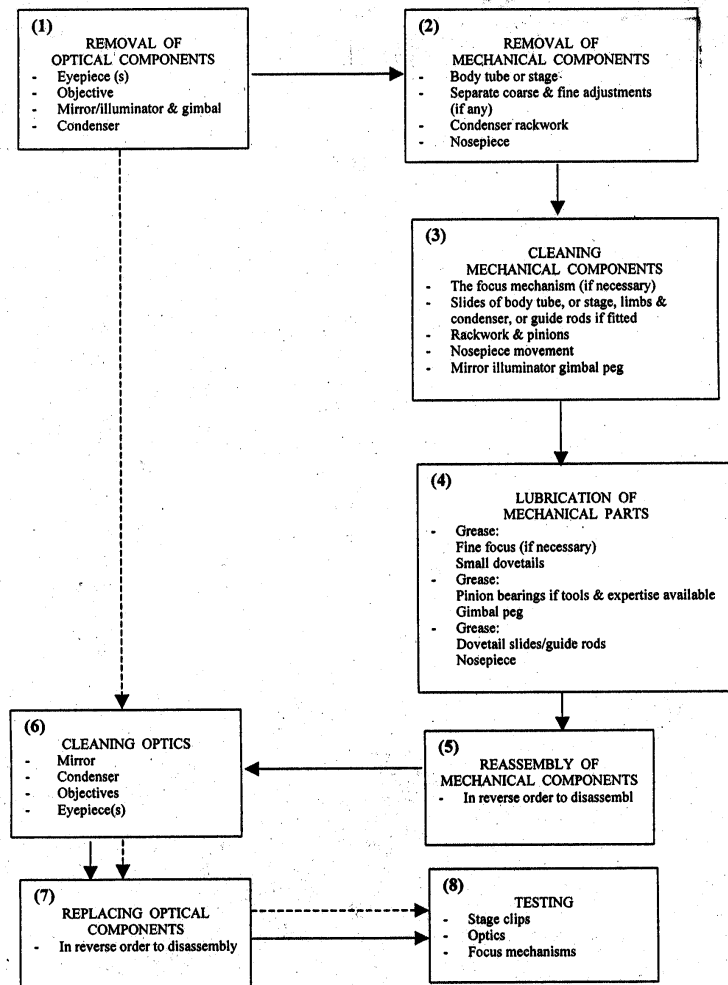 (1)
REMOVAL OF
OPTICAL COMPONENTS
- Eyepiece (s)
- Objective
- Mirror/illuminator & gimbal
- Condenser
(2)
REMOVAL OF
MECHANICAL COMPONENTS
- Body tube or stage
- Separate coarse & fine adjustments
(if any)
- Condenser rackwork
- Nosepiece
(3)
CLEANING
MECHANICAL COMPONENTS
- The focus mechanism (if necessary)
- Slides of body tube, or stage, limbs &
condenser, or guide rods if fitted
- Rackwork & pinions
- Nosepiece movement
- Mirror illuminator gimbal peg
(4)
LUBRICATION OF
MECHANICAL PARTS
- Grease:
Fine focus (if necessary)
Small dovetails
- Grease:
Pinion bearings if tools & expertise available
Gimbal peg
- Grease:
Dovetail slides/guide rods
Nosepiece
(5)
REASSEMBLY OF
MECHANICAL COMPONENTS
- In reverse order to disassembl
(6)
CLEANING OPTICS
- Mirror
- Condenser
- Objectives
- Eyepiece(s)
(7)
REPLACING OPTICAL
COMPONENTS
- In reverse order to disassembly
(8)
TESTING
- Stage clips
- Optics
- Focus mechanisms